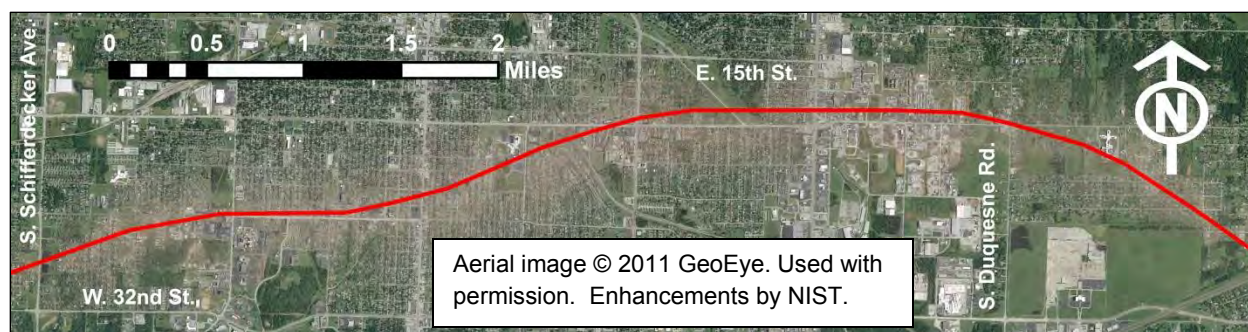 S. Schifferdecker Ave.
0 0.5 1 1.5 2
Miles
E. 15th St.
N
S. Duquesne Rd.
W. 32nd St.,
Aerial image © 2011 GeoEye. Used with
permission. Enhancements by NIST.